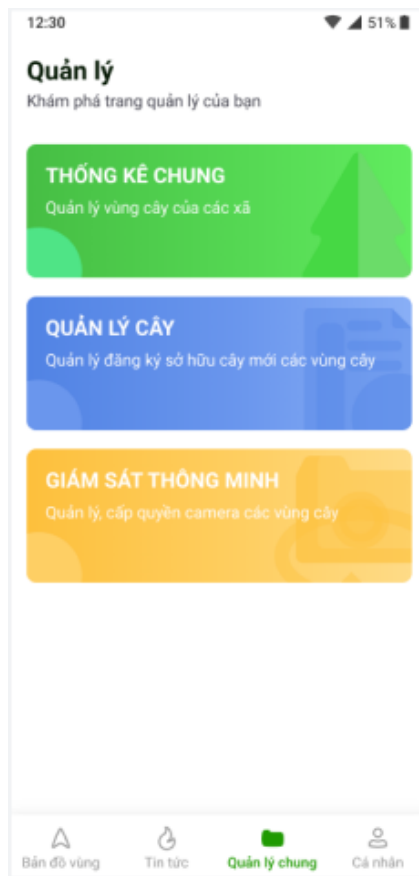 12:30 51%
Quản lý
Khám phá trang quản lý của bạn
THỐNG KÊ CHUNG
Quản lý vùng cây của các xã
QUẢN LÝ CÂY
Quản lý đăng ký sở hữu cây mới các vùng cây
GIÁM SÁT THÔNG MINH
Quản lý, cấp quyền camera các vùng cây
Bản đồ vùng Tin tức Quản lý chung Cá nhân